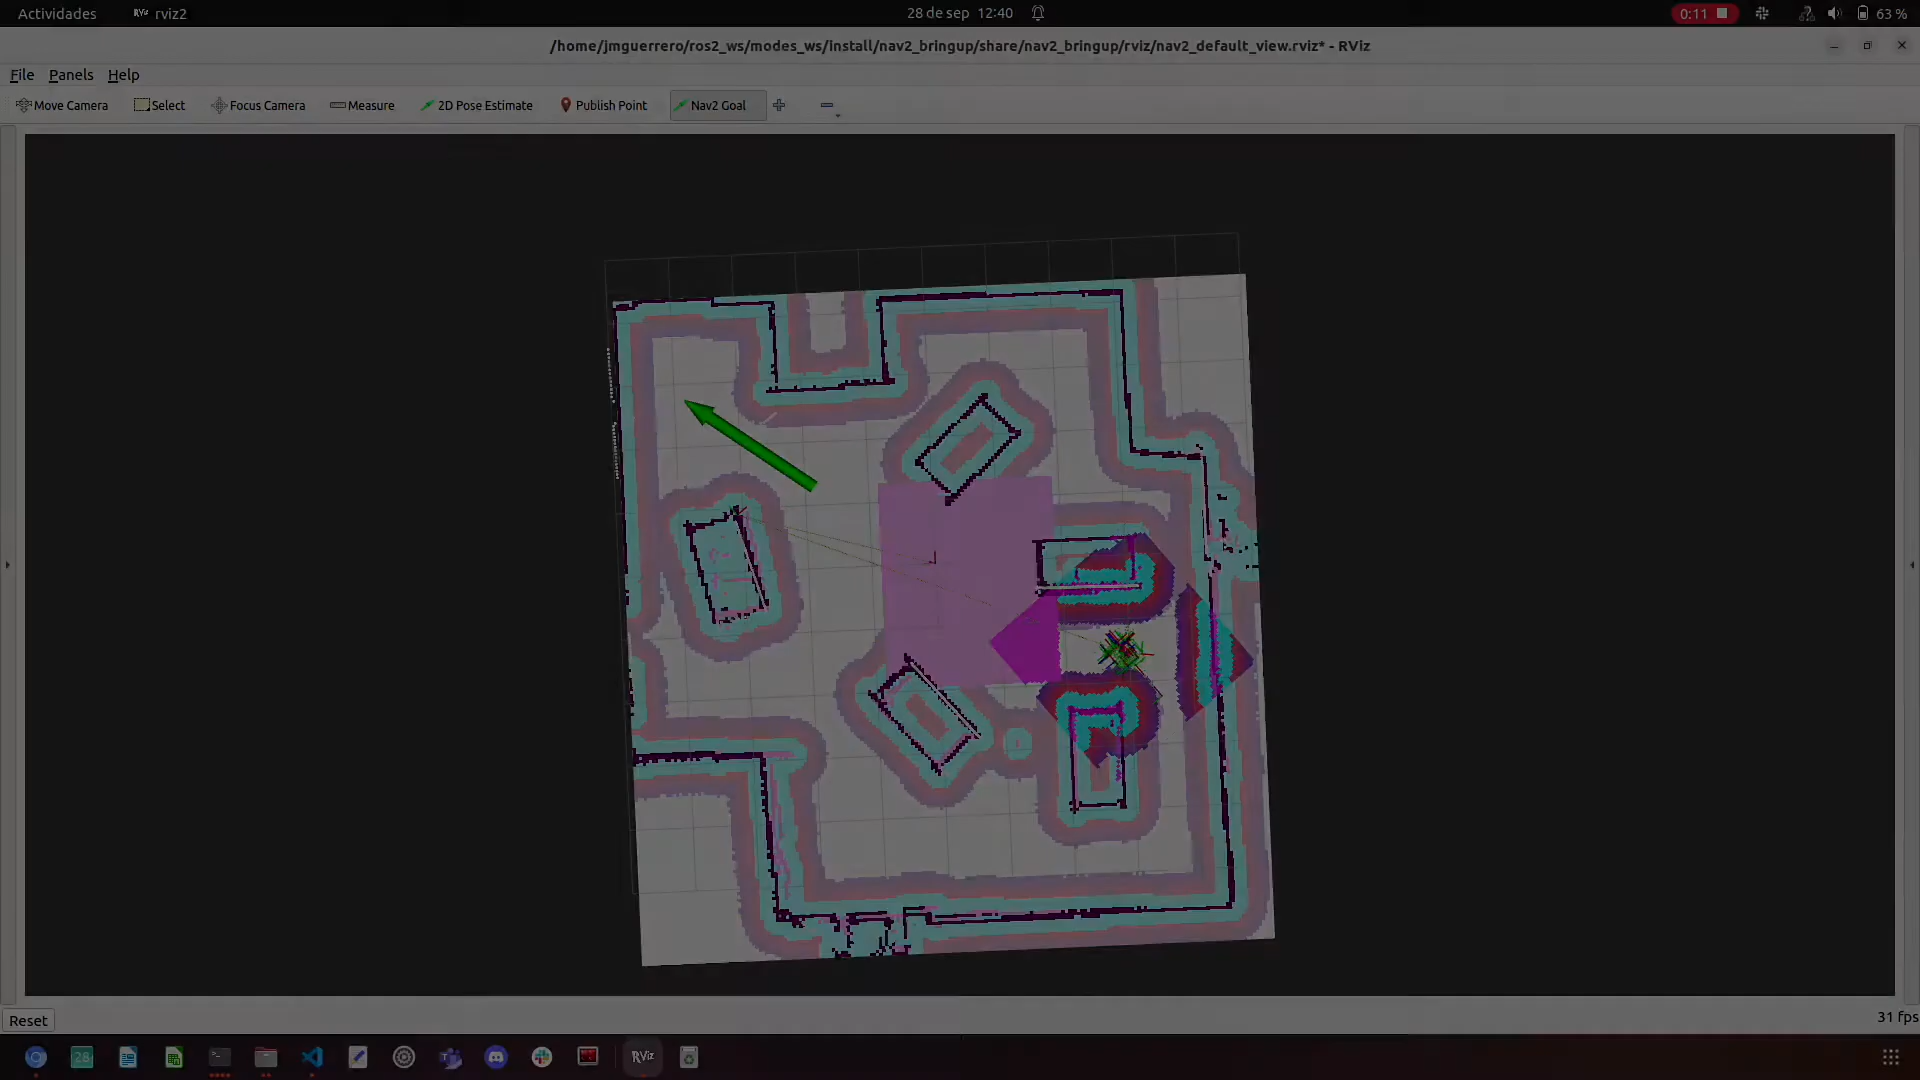 Actividades rviz2 28 de sep 12:40 0:11 63 %
/home/jmguerrero/ros2_ws/modes_ws/install/nav2_bringup/share/nav2_bringup/rviz/nav2_default_view.rviz* - RViz
File Panels Help
Move Camera Select Focus Camera Measure 2D Pose Estimate Publish Point Nav2 Goal
Reset 31 fps
28 RViz